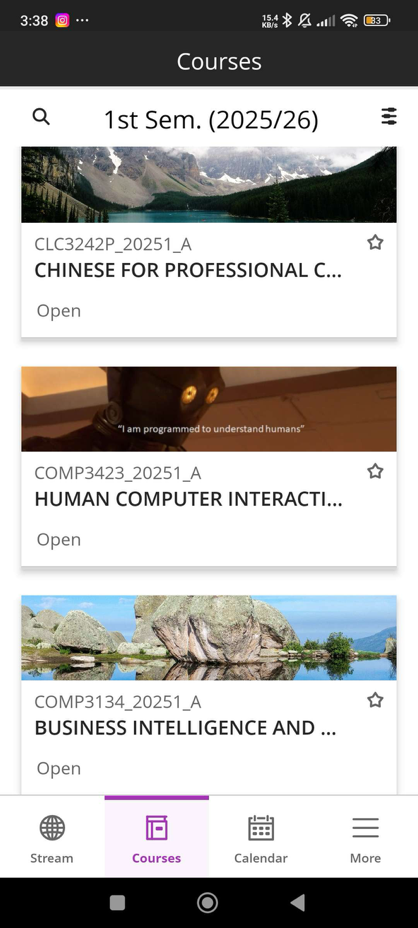 3:38
15.4
KB/s
83
Courses
1st Sem. (2025/26)
CLC3242P_20251_A
CHINESE FOR PROFESSIONAL C...
Open
“I am programmed to understand humans”
COMP3423_20251_A
HUMAN COMPUTER INTERACTI...
Open
COMP3134_20251_A
BUSINESS INTELLIGENCE AND ...
Open
Stream
Courses
Calendar
More